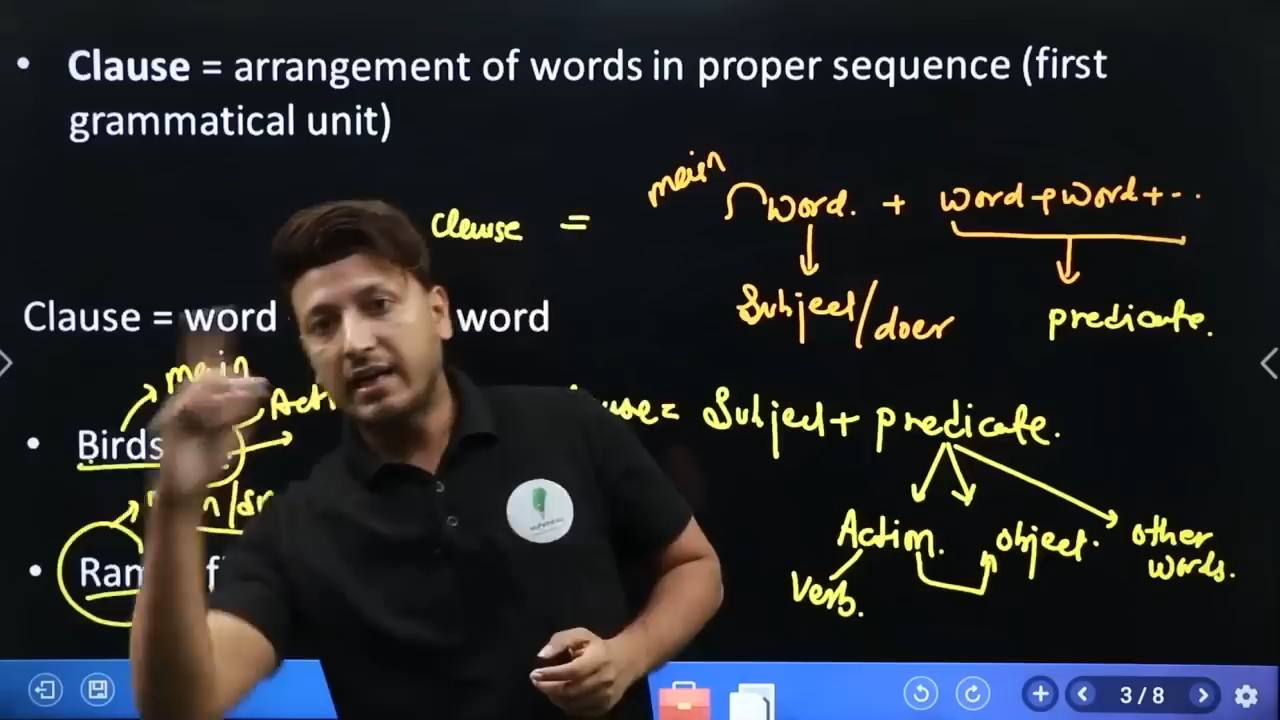 • Clause = arrangement of words in proper sequence (first
grammatical unit)
main
Clause = word. + word+word+...
Subject/doer
predicate.
Clause = word word
main
Acti
• Birds
= Subject+ predicate.
• Ram f
Action. object. other
words.
Verb.
3 / 8